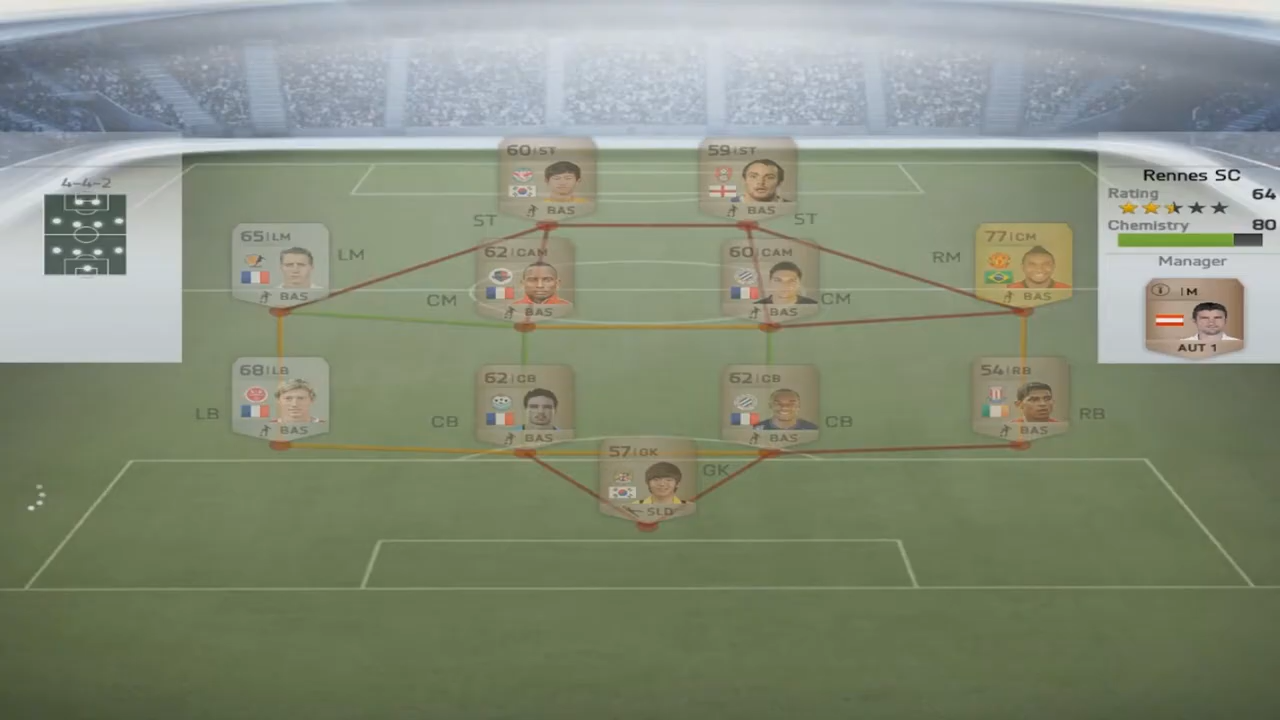 4-4-2
Rennes SC
Rating 64
Chemistry 80
Manager
M
AUT 1
60 ST
BAS
ST
59 ST
BAS
ST
65 LM
BAS
LM
62 CAM
BAS
CM
60 CAM
BAS
CM
77 CM
BAS
RM
68 LB
BAS
LB
62 CB
BAS
CB
62 CB
BAS
CB
54 RB
BAS
RB
57 GK
SLD
GK